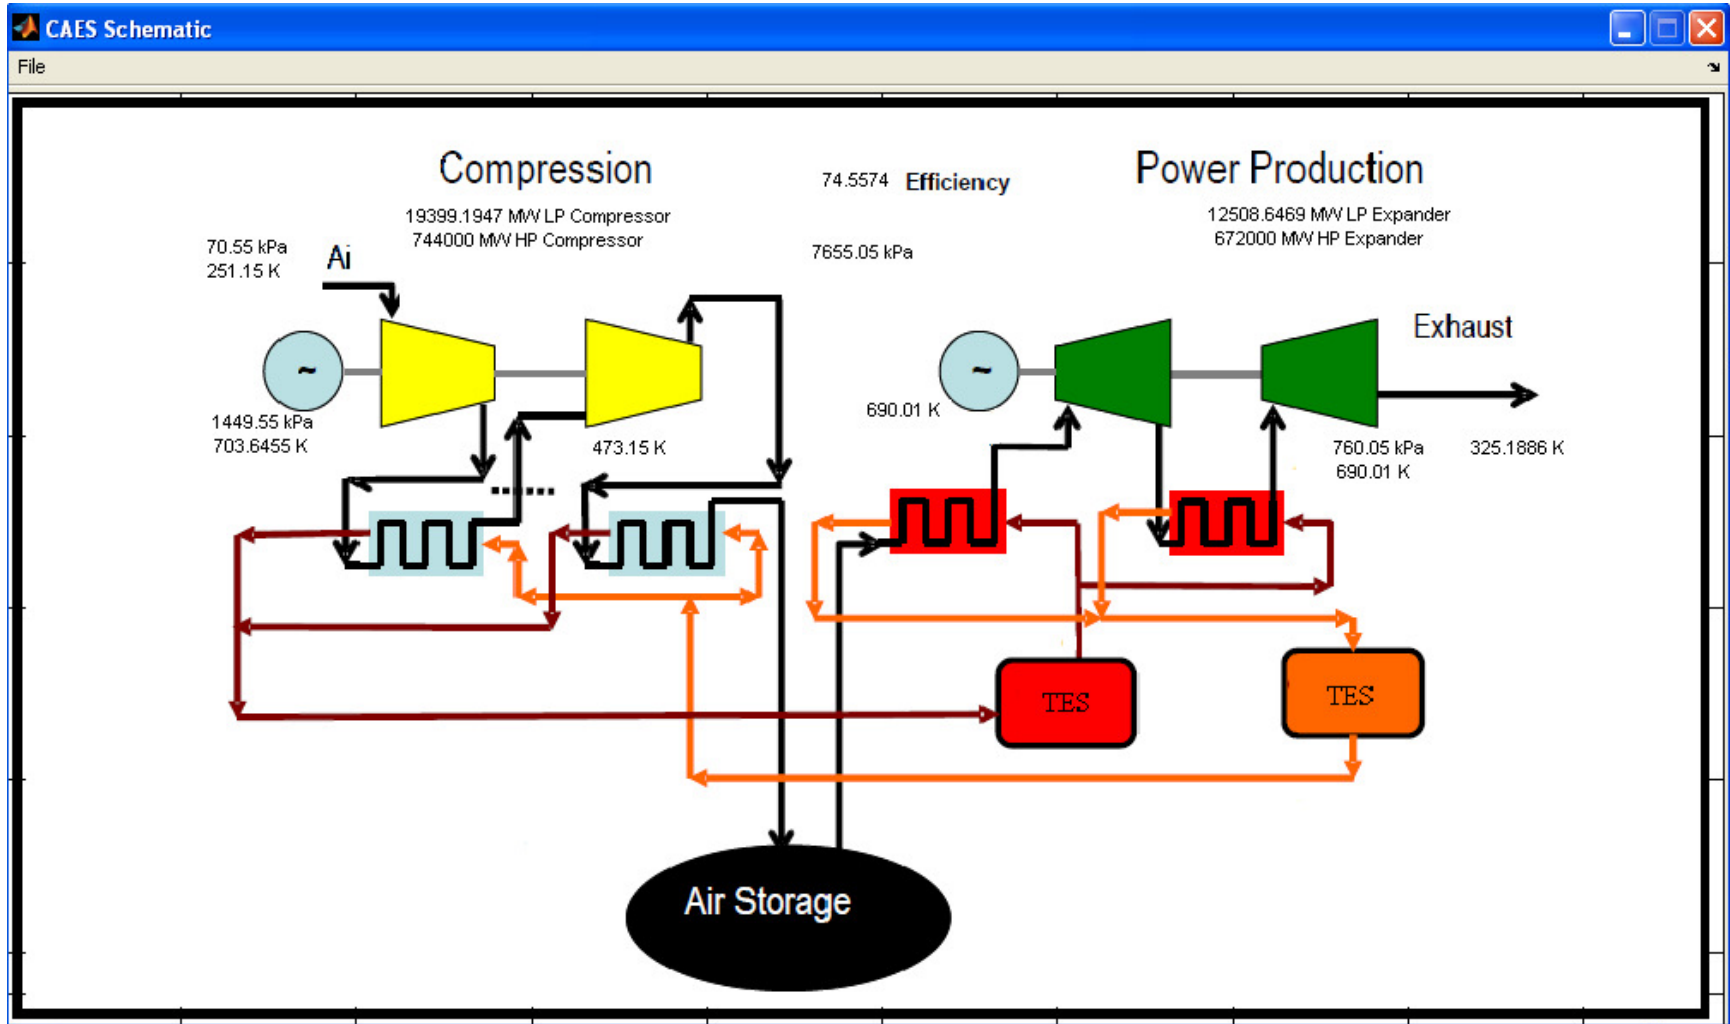 CAES Schematic
File
Compression
19399.1947 MW LP Compressor
744000 MW HP Compressor
74.5574 Efficiency
7655.05 kPa
Power Production
12508.6469 MW LP Expander
672000 MW HP Expander
70.55 kPa
251.15 K
Ai
~
1449.55 kPa
703.6455 K
473.15 K
~
690.01 K
Exhaust
760.05 kPa
690.01 K
325.1886 K
TES
TES
Air Storage